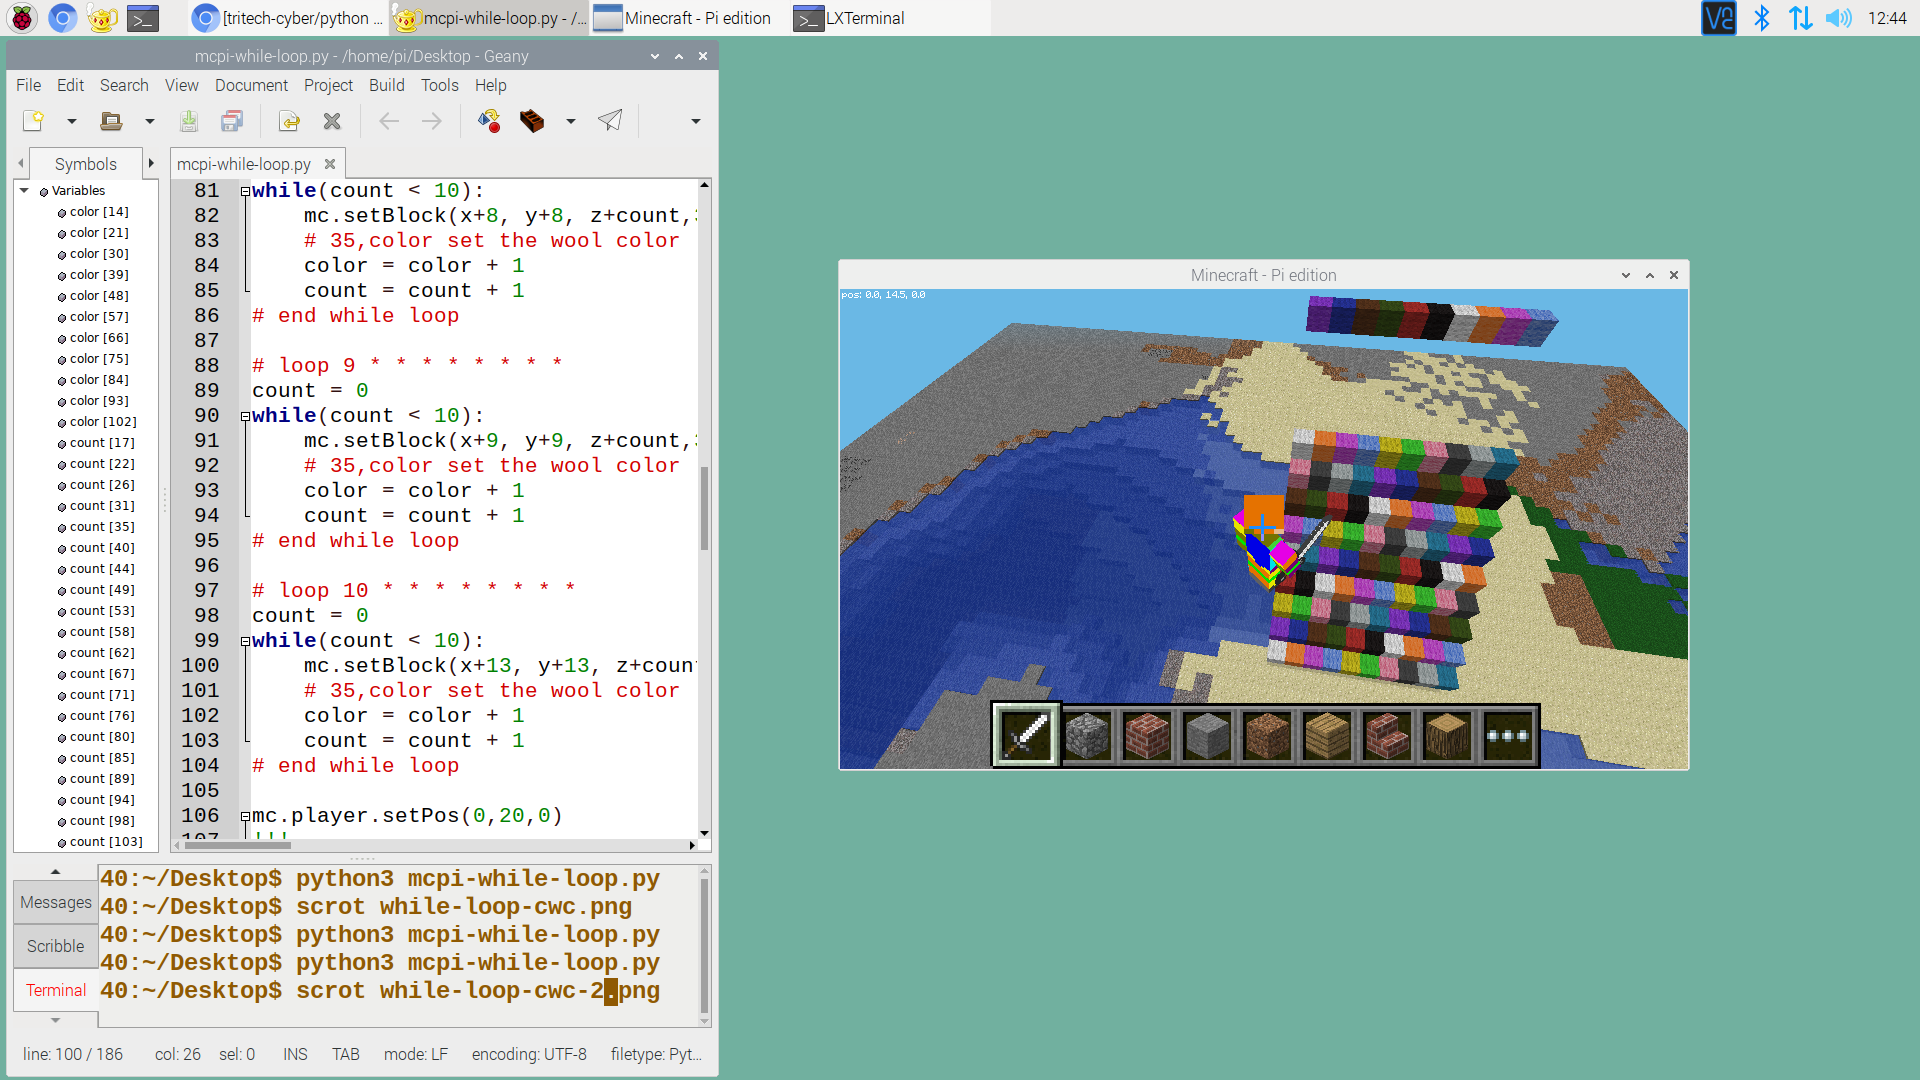 [tritech-cyber/python ...
mcpi-while-loop.py - /...
Minecraft - Pi edition
LXTerminal
12:44
mcpi-while-loop.py - /home/pi/Desktop - Geany
File Edit Search View Document Project Build Tools Help
Symbols
mcpi-while-loop.py
Variables
color [14]
color [21]
color [30]
color [39]
color [48]
color [57]
color [66]
color [75]
color [84]
color [93]
color [102]
count [17]
count [22]
count [26]
count [31]
count [35]
count [40]
count [44]
count [49]
count [53]
count [58]
count [62]
count [67]
count [71]
count [76]
count [80]
count [85]
count [89]
count [94]
count [98]
count [103]
81 while(count < 10):
82 mc.setBlock(x+8, y+8, z+count,
83 # 35,color set the wool color
84 color = color + 1
85 count = count + 1
86 # end while loop
87
88 # loop 9 * * * * * * * *
89 count = 0
90 while(count < 10):
91 mc.setBlock(x+9, y+9, z+count,
92 # 35,color set the wool color
93 color = color + 1
94 count = count + 1
95 # end while loop
96
97 # loop 10 * * * * * * * *
98 count = 0
99 while(count < 10):
100 mc.setBlock(x+13, y+13, z+coun
101 # 35,color set the wool color
102 color = color + 1
103 count = count + 1
104 # end while loop
105
106 mc.player.setPos(0,20,0)
107 '''
Messages
Scribble
Terminal
40:~/Desktop$ python3 mcpi-while-loop.py
40:~/Desktop$ scrot while-loop-cwc.png
40:~/Desktop$ python3 mcpi-while-loop.py
40:~/Desktop$ python3 mcpi-while-loop.py
40:~/Desktop$ scrot while-loop-cwc-2.png
line: 100 / 186 col: 26 sel: 0 INS TAB mode: LF encoding: UTF-8 filetype: Pyt...
Minecraft - Pi edition
pos: 0.0, 14.5, 0.0